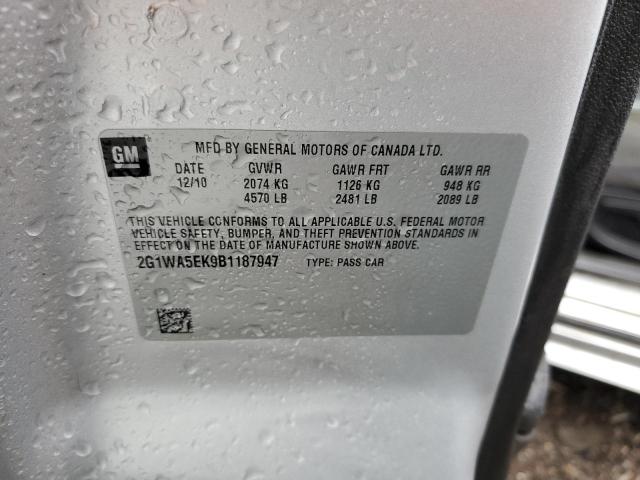 GM
MFD BY GENERAL MOTORS OF CANADA LTD.
DATE GVWR GAWR FRT GAWR RR
12/10 2074 KG 1126 KG 948 KG
4570 LB 2481 LB 2089 LB
THIS VEHICLE CONFORMS TO ALL APPLICABLE U.S. FEDERAL MOTOR
VEHICLE SAFETY, BUMPER, AND THEFT PREVENTION STANDARDS
IN EFFECT ON THE DATE OF MANUFACTURE SHOWN ABOVE.
2G1WA5EK9B1187947 TYPE: PASS CAR